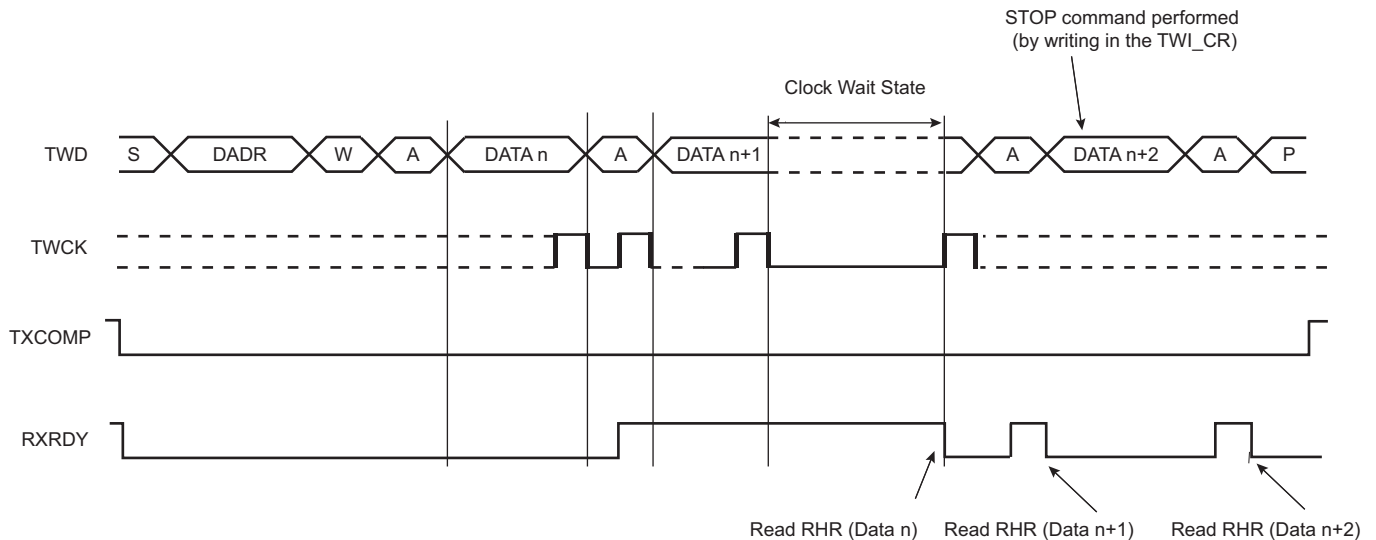 STOP command performed
(by writing in the TWI_CR)
Clock Wait State
TWD S DADR W A DATA n A DATA n+1 A DATA n+2 A P
TWCK
TXCOMP
RXRDY
Read RHR (Data n) Read RHR (Data n+1) Read RHR (Data n+2)